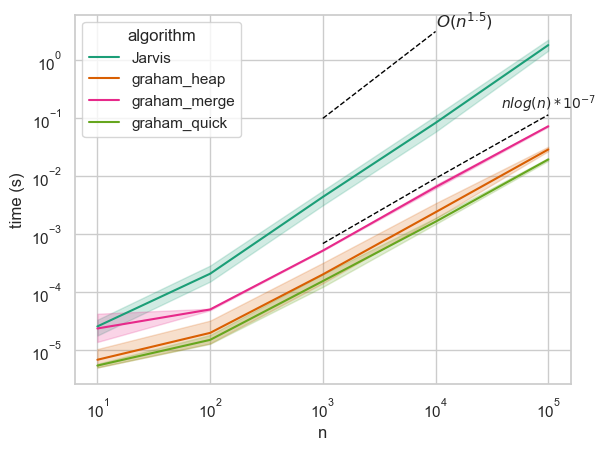 algorithm
Jarvis
graham_heap
graham_merge
graham_quick
O(n^{1.5})
nlog(n) * 10^{-7}
time (s)
10^0
10^{-1}
10^{-2}
10^{-3}
10^{-4}
10^{-5}
10^1 10^2 10^3 10^4 10^5
n